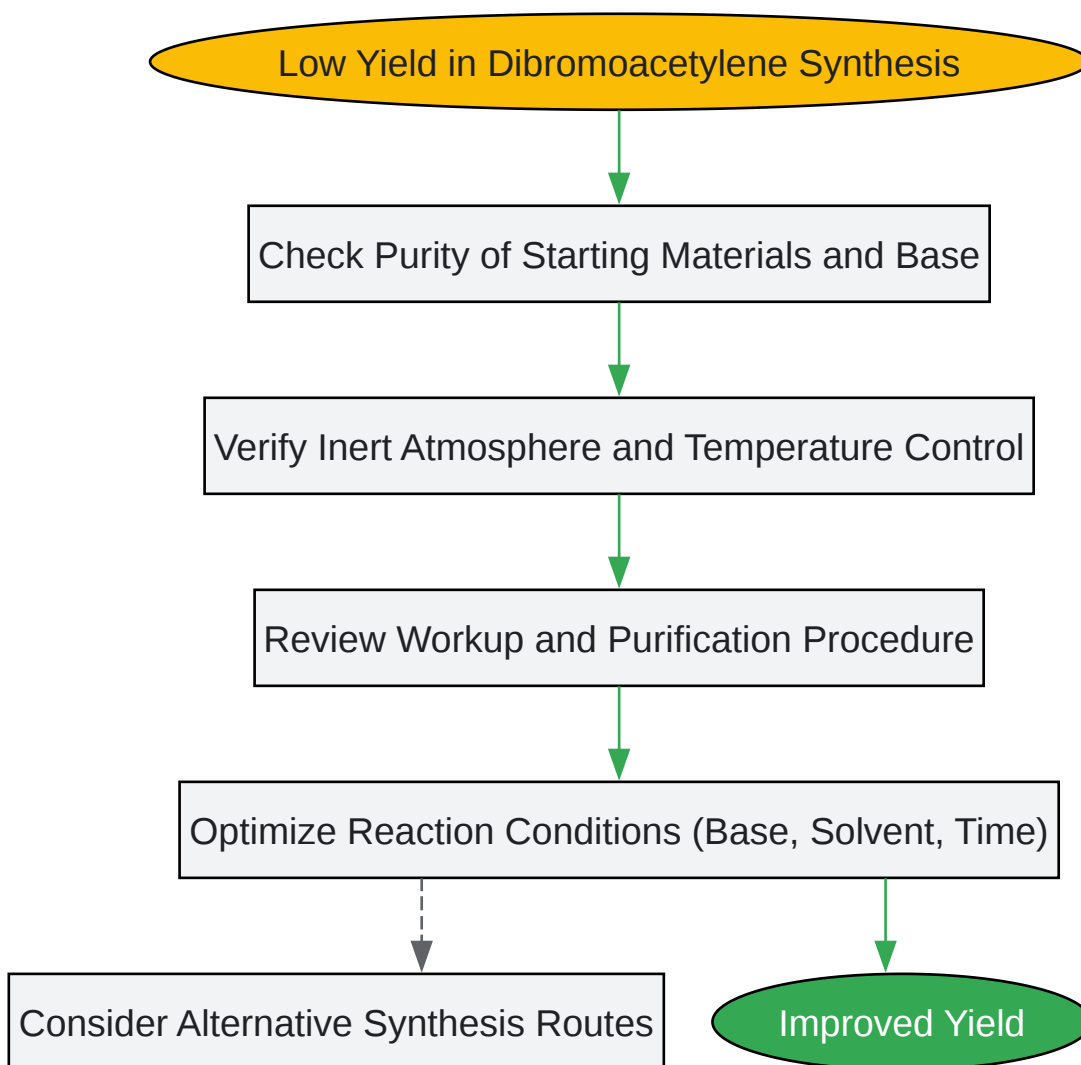 Low Yield in Dibromoacetylene Synthesis
Check Purity of Starting Materials and Base
Verify Inert Atmosphere and Temperature Control
Review Workup and Purification Procedure
Optimize Reaction Conditions (Base, Solvent, Time)
Consider Alternative Synthesis Routes
Improved Yield